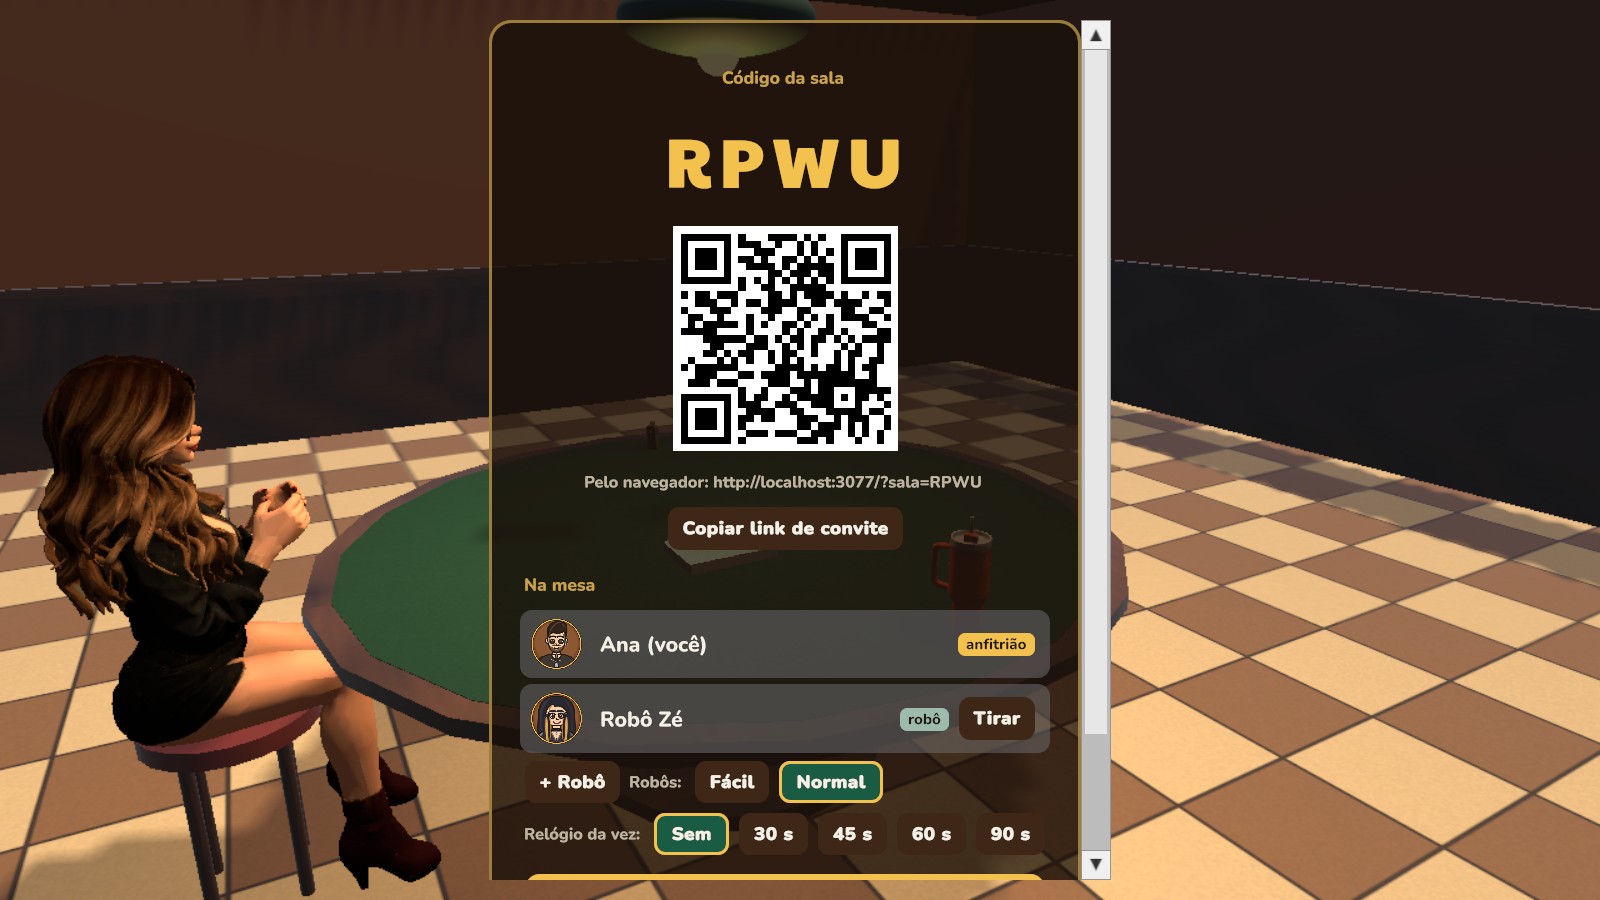 Código da sala
RPWU
Pelo navegador: http://localhost:3077/?sala=RPWU
Copiar link de convite
Na mesa
Ana (você) anfitrião
Robô Zé robô Tirar
+ Robô Robôs: Fácil Normal
Relógio da vez: Sem 30 s 45 s 60 s 90 s